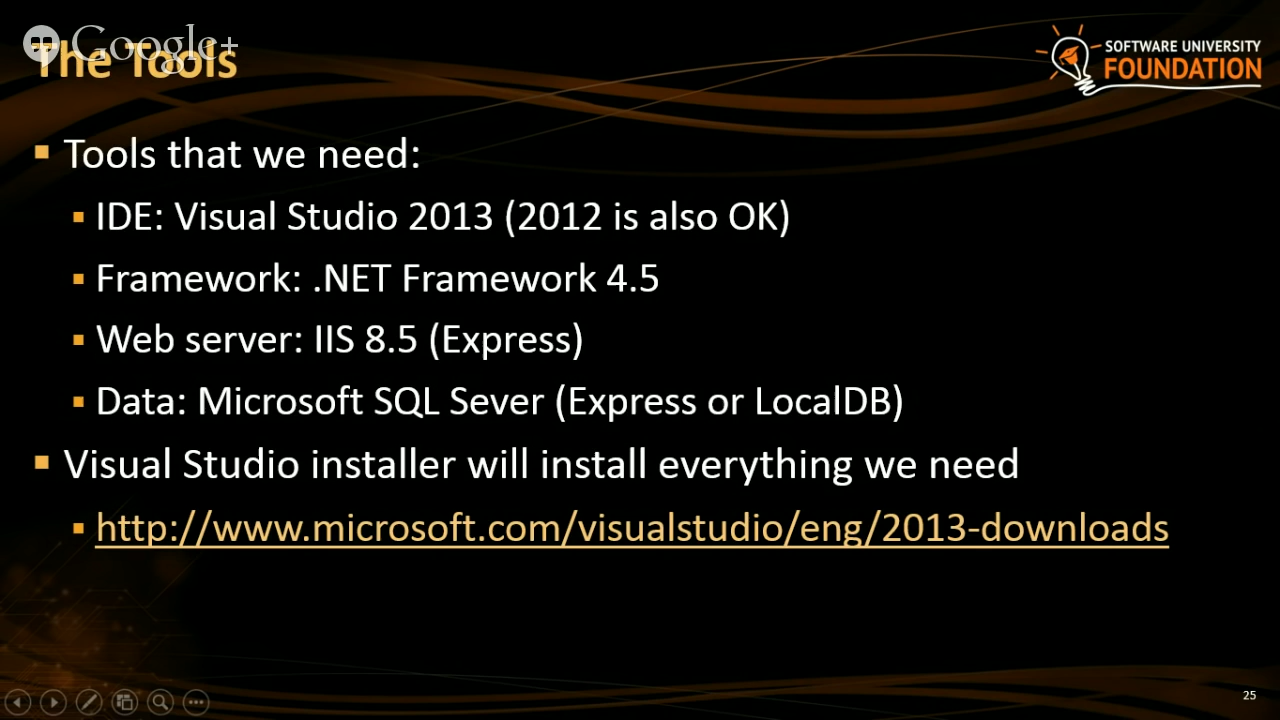 Google+
The Tools
SOFTWARE UNIVERSITY
FOUNDATION
Tools that we need:
IDE: Visual Studio 2013 (2012 is also OK)
Framework: .NET Framework 4.5
Web server: IIS 8.5 (Express)
Data: Microsoft SQL Sever (Express or LocalDB)
Visual Studio installer will install everything we need
http://www.microsoft.com/visualstudio/eng/2013-downloads
25